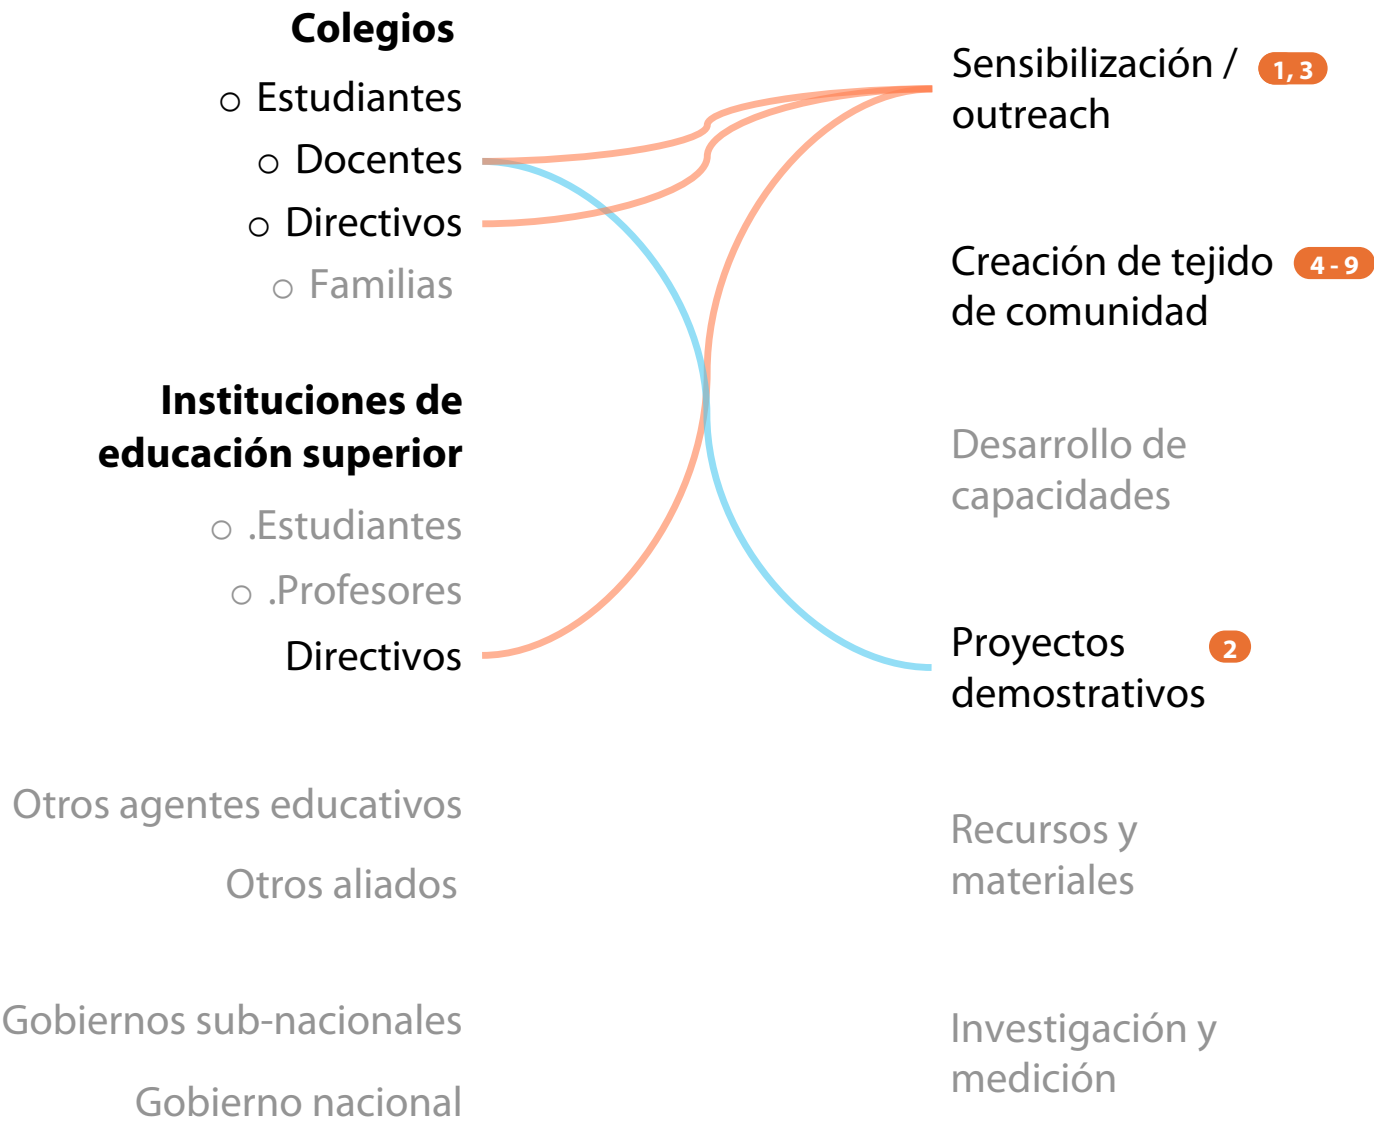 Colegios
○ Estudiantes
○ Docentes
○ Directivos
○ Familias
Instituciones de
educación superior
○ .Estudiantes
○ .Profesores
Directivos
Otros agentes educativos
Otros aliados
Gobiernos sub-nacionales
Gobierno nacional
Sensibilización / 1, 3
outreach
Creación de tejido 4 - 9
de comunidad
Desarrollo de
capacidades
Proyectos 2
demostrativos
Recursos y
materiales
Investigación y
medición